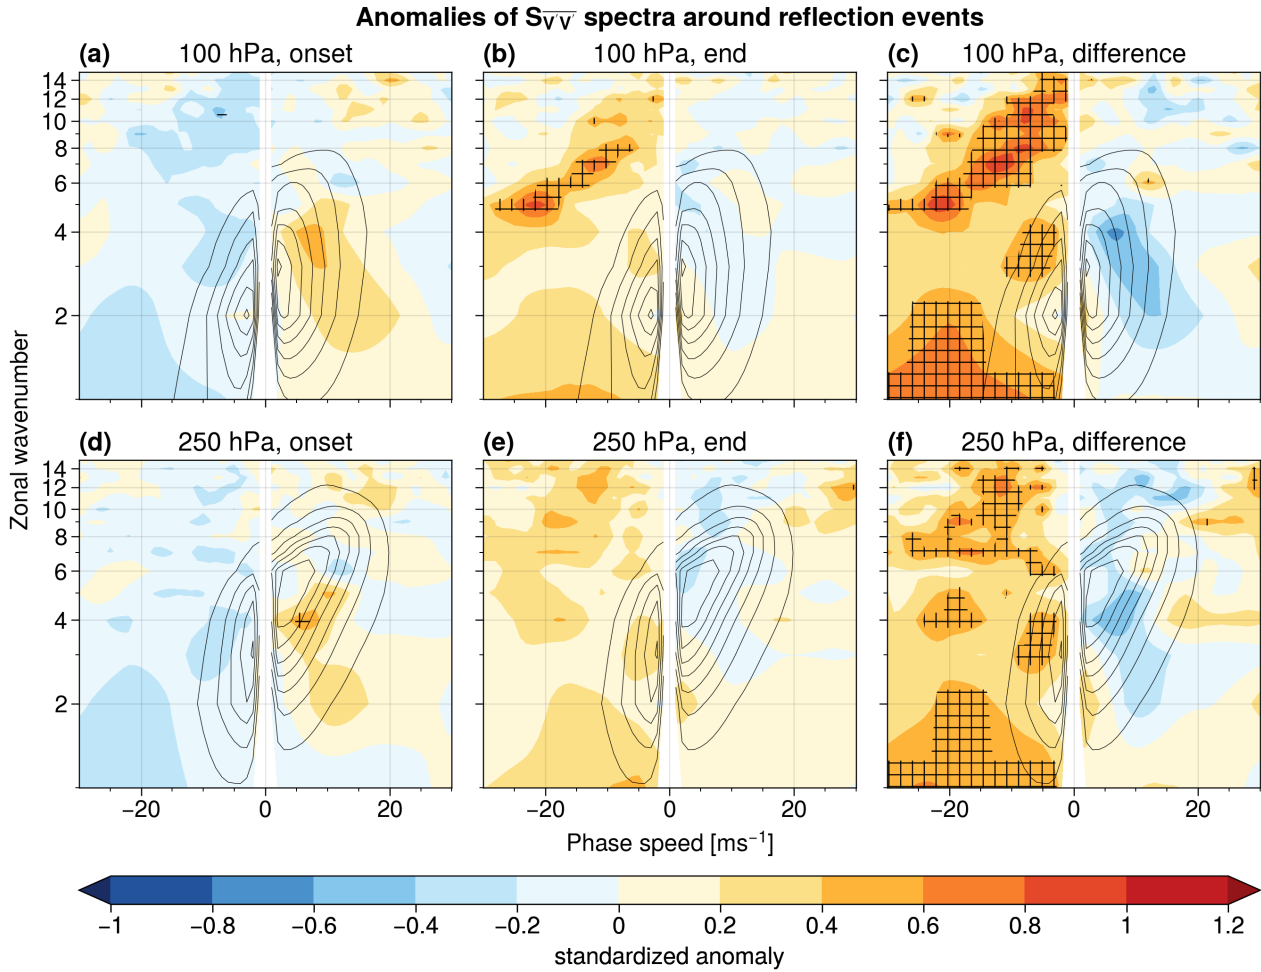 Anomalies of S_{\overline{V′V′}} spectra around reflection events
(a) 100 hPa, onset
(b) 100 hPa, end
(c) 100 hPa, difference
14
12
10
8
6
4
2
(d) 250 hPa, onset
(e) 250 hPa, end
(f) 250 hPa, difference
14
12
10
8
6
4
2
Zonal wavenumber
−20 0 20
−20 0 20
−20 0 20
Phase speed [ms⁻¹]
−1 −0.8 −0.6 −0.4 −0.2 0 0.2 0.4 0.6 0.8 1 1.2
standardized anomaly